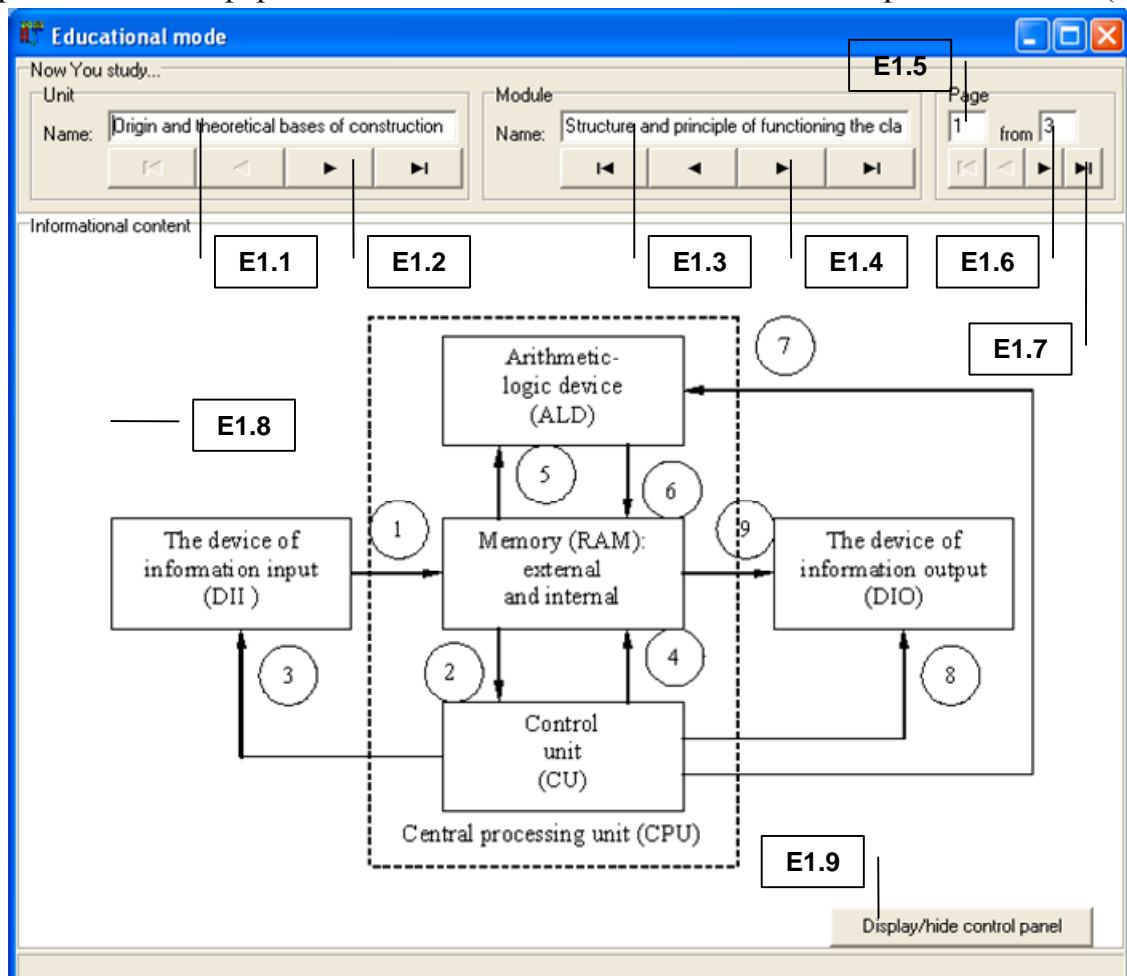 Educational mode
Now You study...
E1.5
Unit
Module
Page
Name: Origin and theoretical bases of construction
Name: Structure and principle of functioning the cla
1 from 3
Informational content
E1.1
E1.2
E1.3
E1.4
E1.6
E1.7
E1.8
Arithmetic-
logic device
(ALD)
7
5
6
1
9
The device of
information input
(DII )
Memory (RAM):
external
and internal
The device of
information output
(DIO)
3
2
4
8
Control
unit
(CU)
Central processing unit (CPU)
E1.9
Display/hide control panel